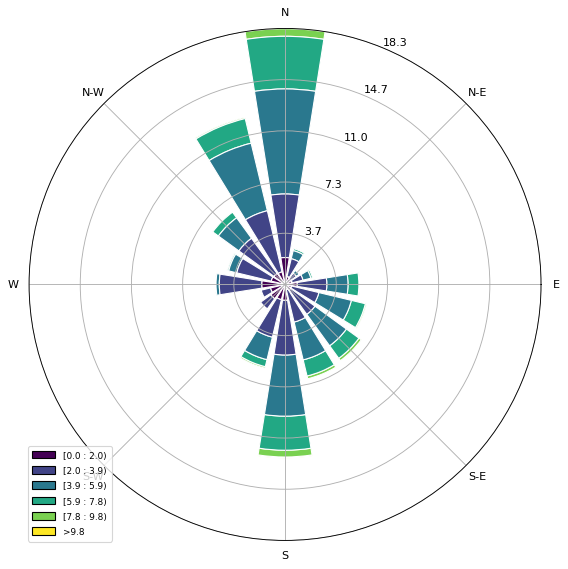 N
18.3
N-W
N-E
14.7
11.0
7.3
3.7
W
E
[0.0 : 2.0)
[2.0 : 3.9)
S-W
S-E
[3.9 : 5.9)
[5.9 : 7.8)
[7.8 : 9.8)
>9.8
S